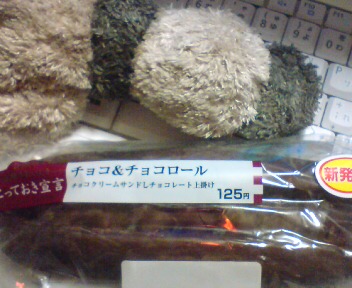 とっておき宣言
チョコ&チョコロール
チョコクリームサンドしチョコレート上掛け
125円
新発